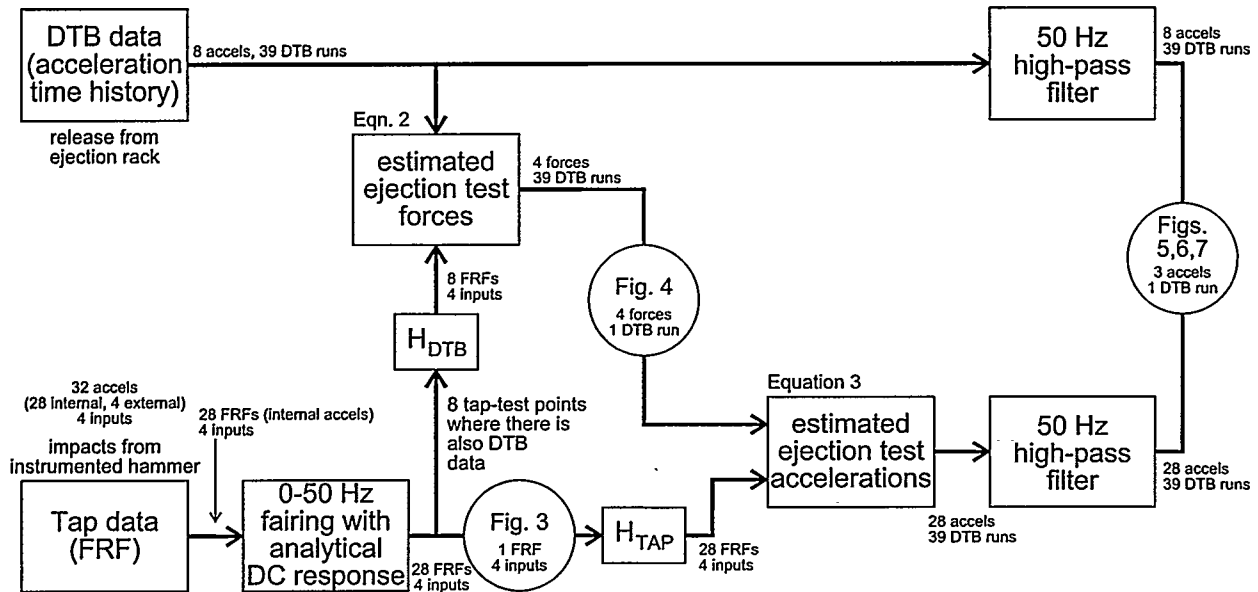 DTB data
(acceleration
time history)
release from
ejection rack
8 accels, 39 DTB runs
50 Hz
high-pass
filter
8 accels
39 DTB runs
Eqn. 2
estimated
ejection test
forces
4 forces
39 DTB runs
Figs.
5,6,7
3 accels
1 DTB run
8 FRFs
4 inputs
Fig. 4
4 forces
1 DTB run
H_DTB
32 accels
(28 internal, 4 external)
4 inputs
impacts from
instrumented hammer
28 FRFs (internal accels)
4 inputs
8 tap-test points
where there is
also DTB
data
Equation 3
estimated
ejection test
accelerations
28 accels
39 DTB runs
50 Hz
high-pass
filter
28 accels
39 DTB runs
Tap data
(FRF)
0-50 Hz
fairing with
analytical
DC response
28 FRFs
4 inputs
Fig. 3
1 FRF
4 inputs
H_TAP
28 FRFs
4 inputs